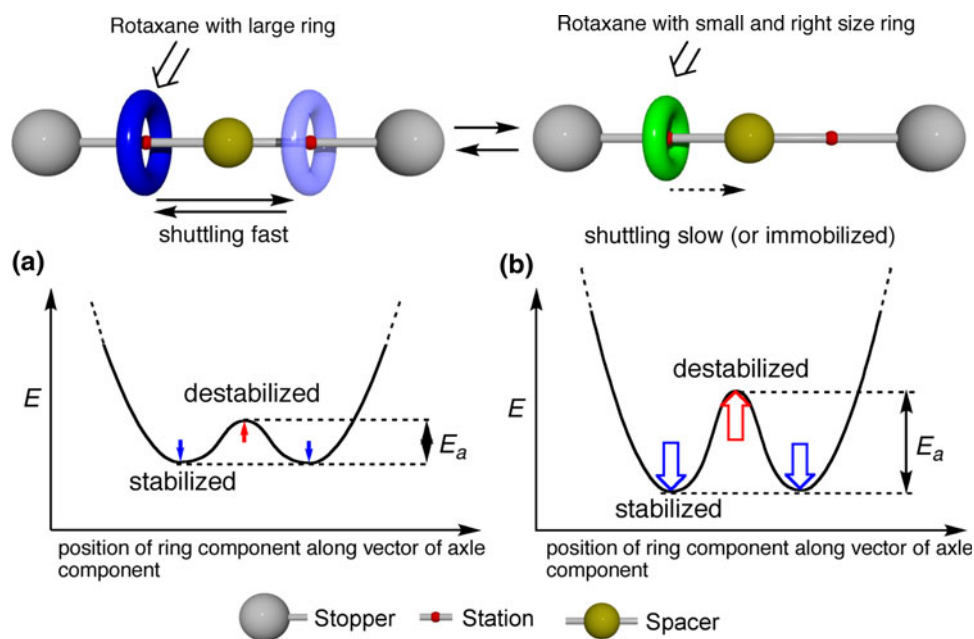 Rotaxane with large ring
Rotaxane with small and right size ring
shuttling fast
shuttling slow (or immobilized)
(a)
E
destabilized
stabilized
Ea
position of ring component along vector of axle
component
(b)
E
destabilized
stabilized
Ea
position of ring component along vector of axle
component
Stopper
Station
Spacer